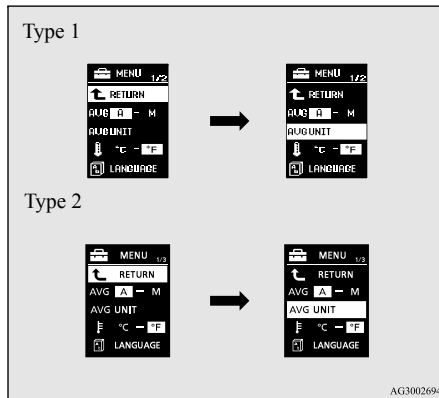 Type 1
MENU 1/2
RETURN
AVG A - M
AVG UNIT
°C - °F
LANGUAGE
MENU 1/2
RETURN
AVG A - M
AVG UNIT
°C - °F
LANGUAGE
Type 2
MENU 1/3
RETURN
AVG A - M
AVG UNIT
°C - °F
LANGUAGE
MENU 1/3
RETURN
AVG A - M
AVG UNIT
°C - °F
LANGUAGE
AG3002694